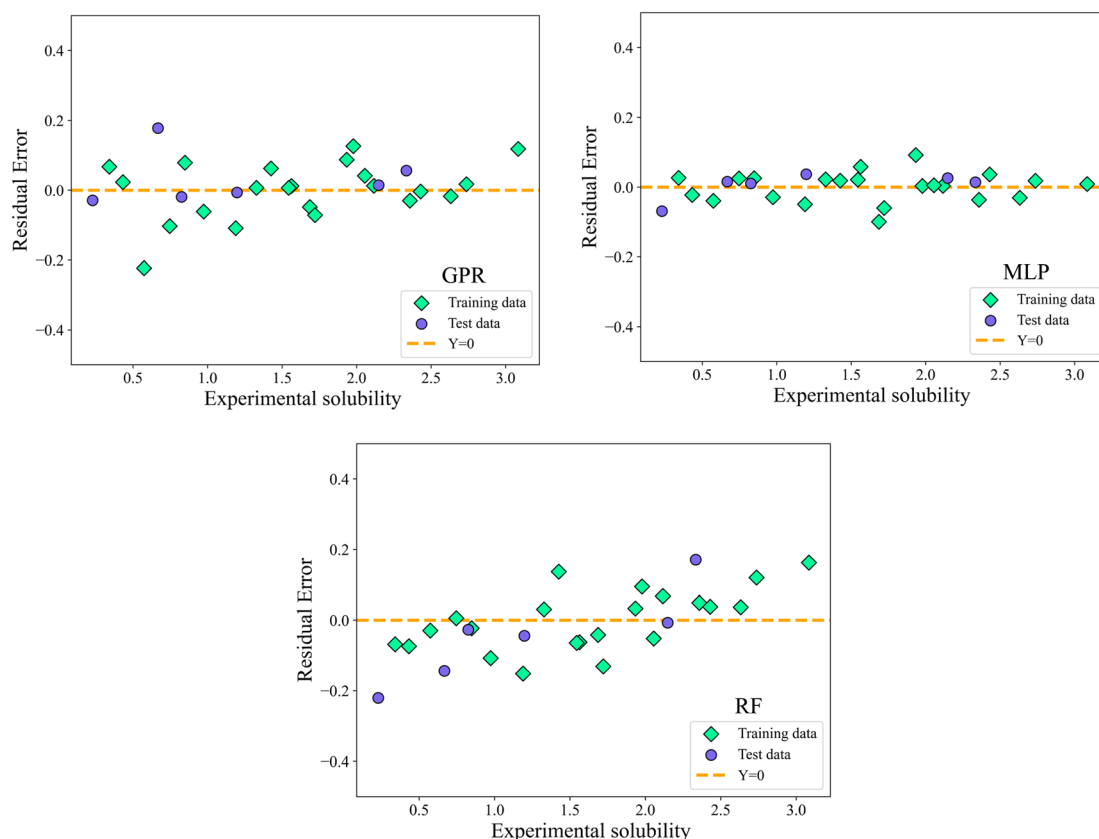 0.4
0.2
0.0
−0.2
−0.4
Residual Error
GPR
Training data
Test data
Y=0
0.5 1.0 1.5 2.0 2.5 3.0
Experimental solubility
0.4
0.2
0.0
−0.2
−0.4
Residual Error
MLP
Training data
Test data
Y=0
0.5 1.0 1.5 2.0 2.5 3.0
Experimental solubility
0.4
0.2
0.0
−0.2
−0.4
Residual Error
RF
Training data
Test data
Y=0
0.5 1.0 1.5 2.0 2.5 3.0
Experimental solubility